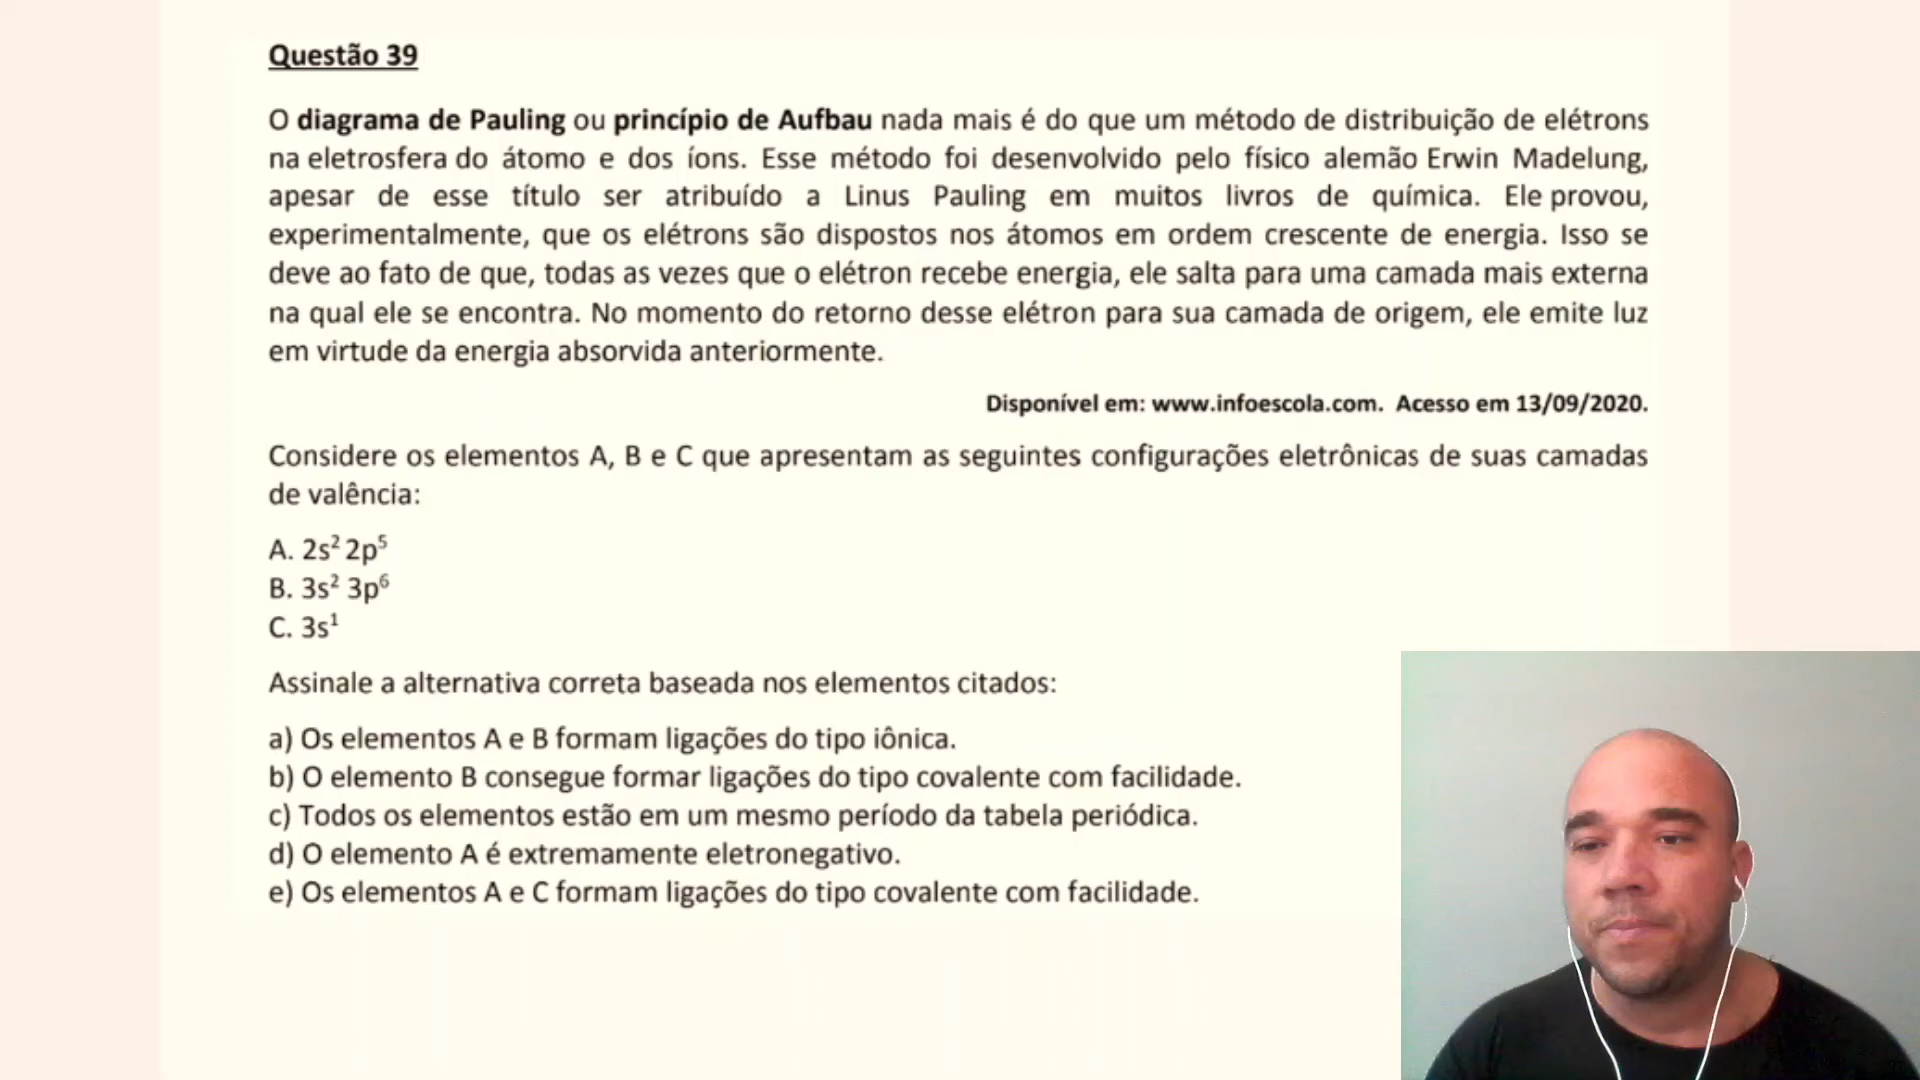 Questão 39
O diagrama de Pauling ou princípio de Aufbau nada mais é do que um método de distribuição de elétrons
na eletrosfera do átomo e dos íons. Esse método foi desenvolvido pelo físico alemão Erwin Madelung,
apesar de esse título ser atribuído a Linus Pauling em muitos livros de química. Ele provou,
experimentalmente, que os elétrons são dispostos nos átomos em ordem crescente de energia. Isso se
deve ao fato de que, todas as vezes que o elétron recebe energia, ele salta para uma camada mais externa
na qual ele se encontra. No momento do retorno desse elétron para sua camada de origem, ele emite luz
em virtude da energia absorvida anteriormente.
Disponível em: www.infoescola.com. Acesso em 13/09/2020.
Considere os elementos A, B e C que apresentam as seguintes configurações eletrônicas de suas camadas
de valência:
A. 2s² 2p⁵
B. 3s² 3p⁶
C. 3s¹
Assinale a alternativa correta baseada nos elementos citados:
a) Os elementos A e B formam ligações do tipo iônica.
b) O elemento B consegue formar ligações do tipo covalente com facilidade.
c) Todos os elementos estão em um mesmo período da tabela periódica.
d) O elemento A é extremamente eletronegativo.
e) Os elementos A e C formam ligações do tipo covalente com facilidade.